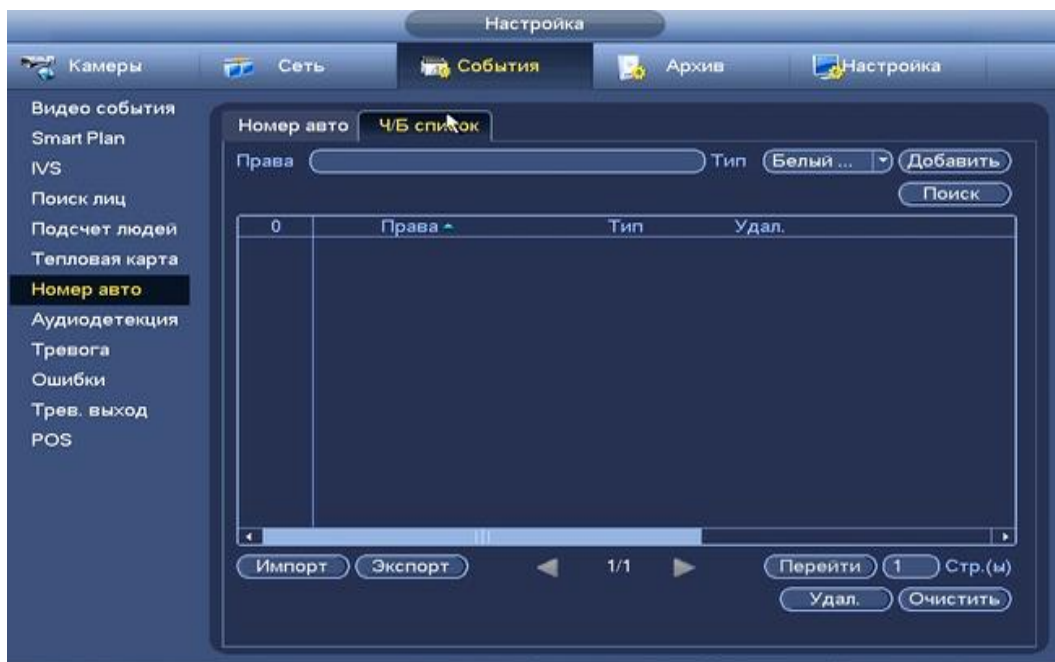 Настройка
Камеры Сеть События Архив Настройка
Видео события
Smart Plan
IVS
Поиск лиц
Подсчет людей
Тепловая карта
Номер авто
Аудиодетекция
Тревога
Ошибки
Трев. выход
POS
Номер авто Ч/Б список
Права Тип Белый ... Добавить
Поиск
0 Права Тип Удал.
Импорт Экспорт 1/1 Перейти 1 Стр.(ы)
Удал. Очистить